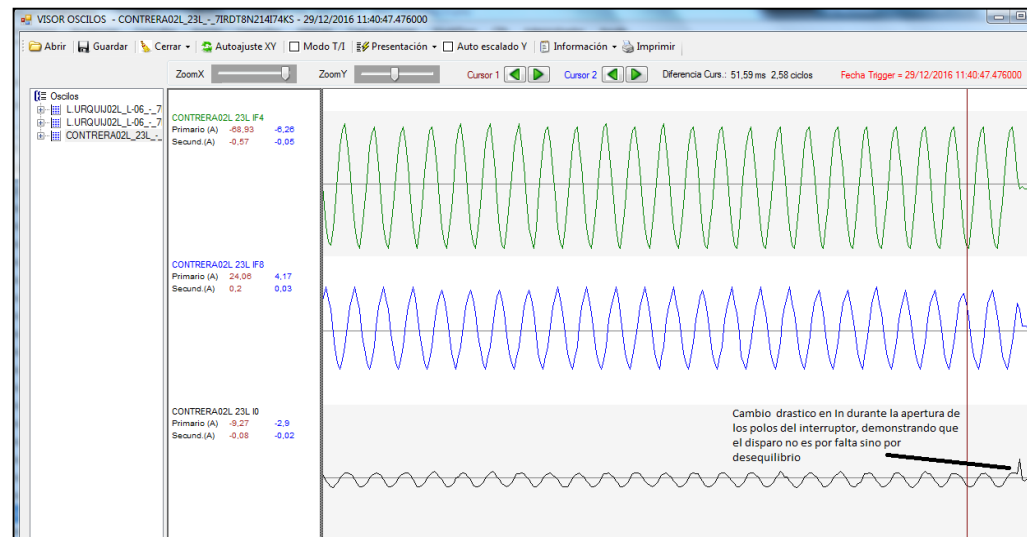 VISOR OSCILOS - CONTRERA02L_23L_-_7IRDT8N214I74KS - 29/12/2016 11:40:47.476000
Abrir Guardar Cerrar Autoajuste XY Modo T/I Presentación Auto escalado Y Información Imprimir
ZoomX ZoomY Cursor 1 Cursor 2 Diferencia Curs.: 51,59 ms 2,58 ciclos Fecha Trigger = 29/12/2016 11:40:47.476000
Oscilos
L.URQUIJ02L_L-06_-_7
L.URQUIJ02L_L-06_-_7
CONTRERA02L_23L_-_
CONTRERA02L 23L IF4
Primario (A) -68,93 -6,26
Secund.(A) -0,57 -0,05
CONTRERA02L 23L IF8
Primario (A) 24,06 4,17
Secund.(A) 0,2 0,03
CONTRERA02L 23L I0
Primario (A) -9,27 -2,9
Secund.(A) -0,08 -0,02
Cambio drastico en In durante la apertura de
los polos del interruptor, demonstrando que
el disparo no es por falta sino por
desequilibrio